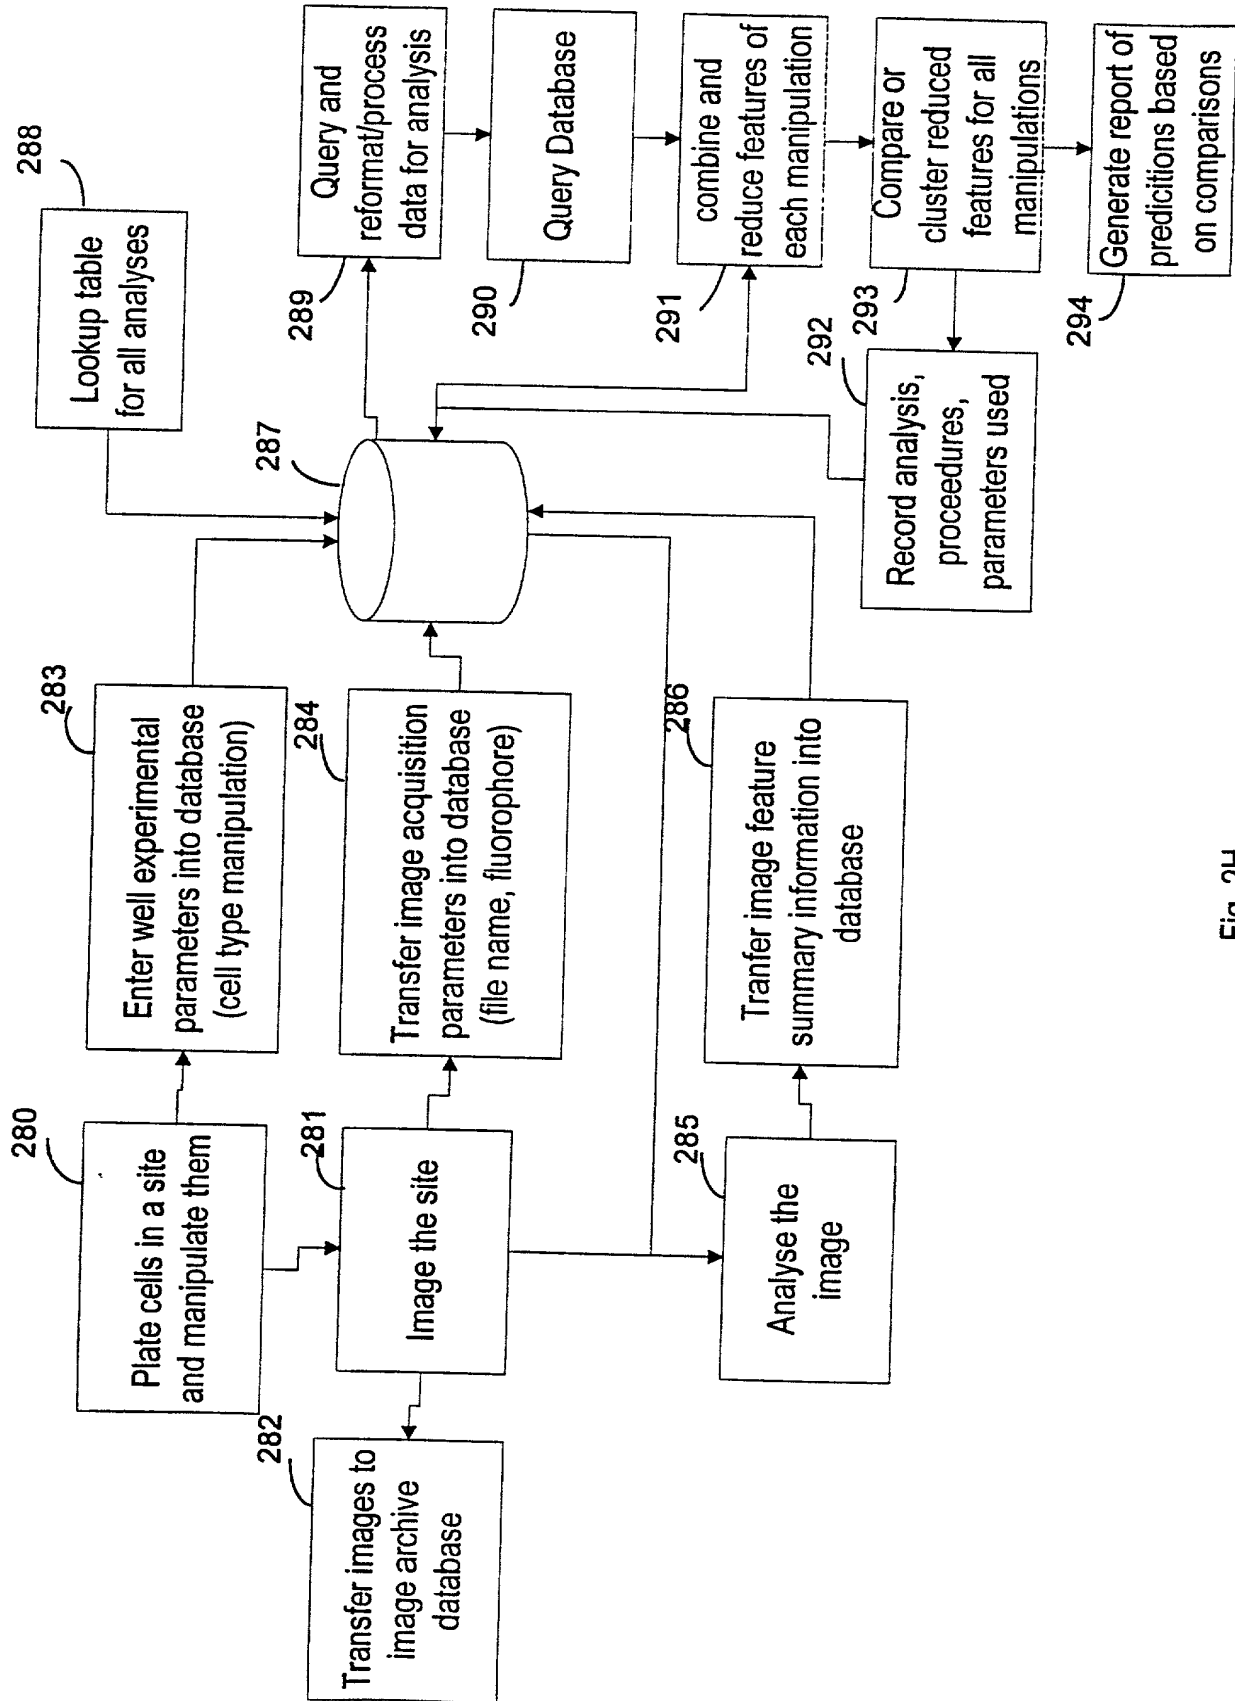 280
Plate cells in a site
and manipulate them
283
Enter well experimental
parameters into database
(cell type manipulation)
288
Lookup table
for all analyses
282
Transfer images to
image archive
database
281
Image the site
284
Transfer image acquisition
parameters into database
(file name, fluorophore)
287
289
Query and
reformat/process
data for analysis
290
Query Database
285
Analyse the
image
286
Tranfer image feature
summary information into
database
291
combine and
reduce features of
each manipulation
292
Record analysis,
proceedures,
parameters used
293
Compare or
cluster reduced
features for all
manipulations
294
Generate report of
predicitions based
on comparisons
Fig. 2H